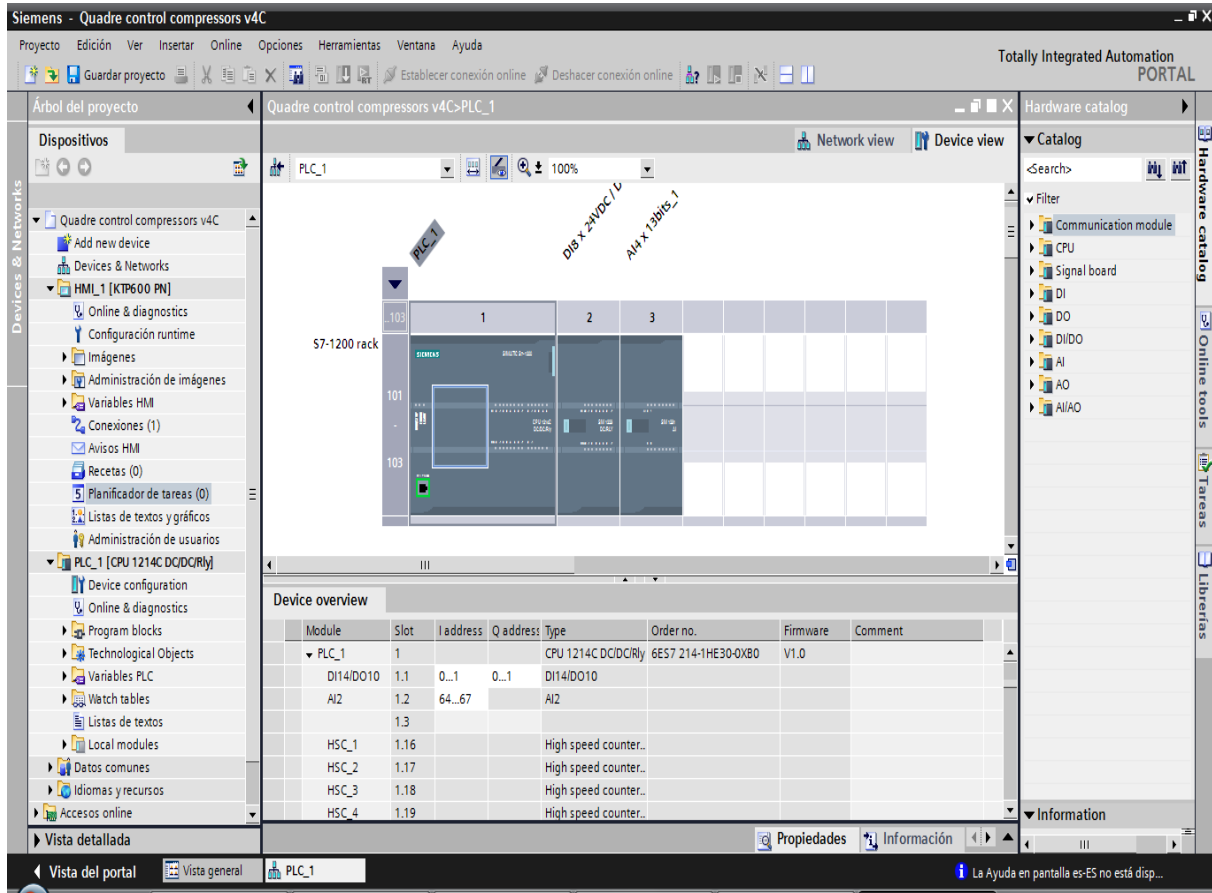 Siemens - Quadre control compressors v4C
Proyecto Edición Ver Insertar Online Opciones Herramientas Ventana Ayuda
Totally Integrated Automation
PORTAL
Guardar proyecto Establecer conexión online Deshacer conexión online
Árbol del proyecto
Dispositivos
Devices & Networks
Quadre control compressors v4C
Add new device
Devices & Networks
HMI_1 [KTP600 PN]
Online & diagnostics
Configuración runtime
Imágenes
Administración de imágenes
Variables HMI
Conexiones (1)
Avisos HMI
Recetas (0)
Planificador de tareas (0)
Listas de textos y gráficos
Administración de usuarios
PLC_1 [CPU 1214C DC/DC/Rly]
Device configuration
Online & diagnostics
Program blocks
Technological Objects
Variables PLC
Watch tables
Listas de textos
Local modules
Datos comunes
Idiomas y recursos
Accesos online
Vista detallada
Quadre control compressors v4C>PLC_1
Network view Device view
PLC_1 100%
PLC_1
DI8 x 24VDC / D
AI4 x 13bits_1
...103 1 2 3
S7-1200 rack
SIEMENS
101
-
103
Device overview
Module Slot I address Q address Type Order no. Firmware Comment
PLC_1 1 CPU 1214C DC/DC/Rly 6ES7 214-1HE30-0XB0 V1.0
DI14/DO10 1.1 0...1 0...1 DI14/DO10
AI2 1.2 64...67 AI2
1.3
HSC_1 1.16 High speed counter..
HSC_2 1.17 High speed counter..
HSC_3 1.18 High speed counter..
HSC_4 1.19 High speed counter..
Propiedades Información
Hardware catalog
Catalog
<Search>
Filter
Communication module
CPU
Signal board
DI
DO
DI/DO
AI
AO
AI/AO
Information
Hardware catalog
Online tools
Tareas
Librerías
Vista del portal Vista general PLC_1
La Ayuda en pantalla es-ES no está disp...